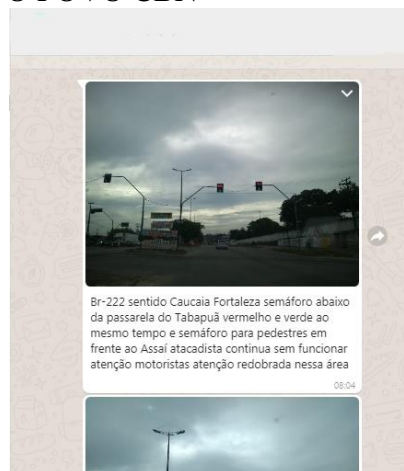 Br-222 sentido Caucaia Fortaleza semáforo abaixo
da passarela do Tabapuã vermelho e verde ao
mesmo tempo e semáforo para pedestres em
frente ao Assaí atacadista continua sem funcionar
atenção motoristas atenção redobrada nessa área
08:04